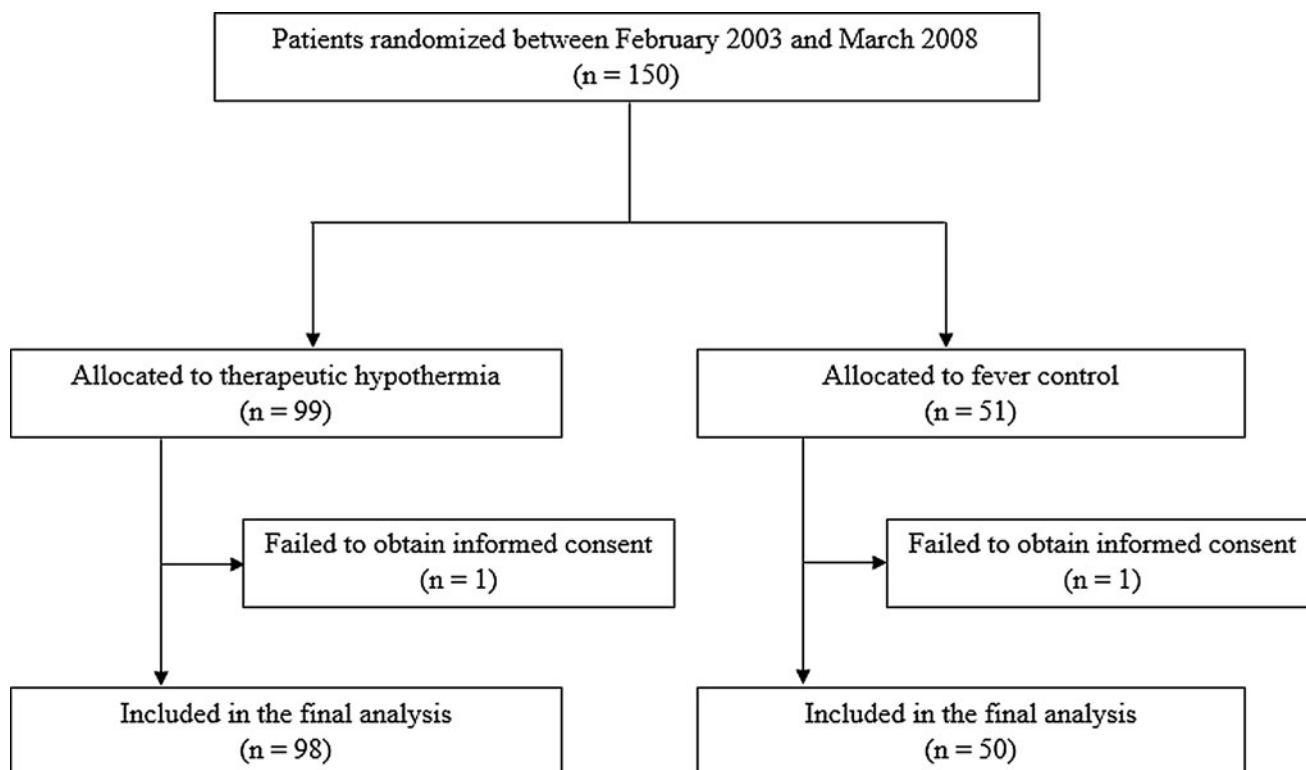 Patients randomized between February 2003 and March 2008
(n = 150)
Allocated to therapeutic hypothermia
(n = 99)
Allocated to fever control
(n = 51)
Failed to obtain informed consent
(n = 1)
Failed to obtain informed consent
(n = 1)
Included in the final analysis
(n = 98)
Included in the final analysis
(n = 50)